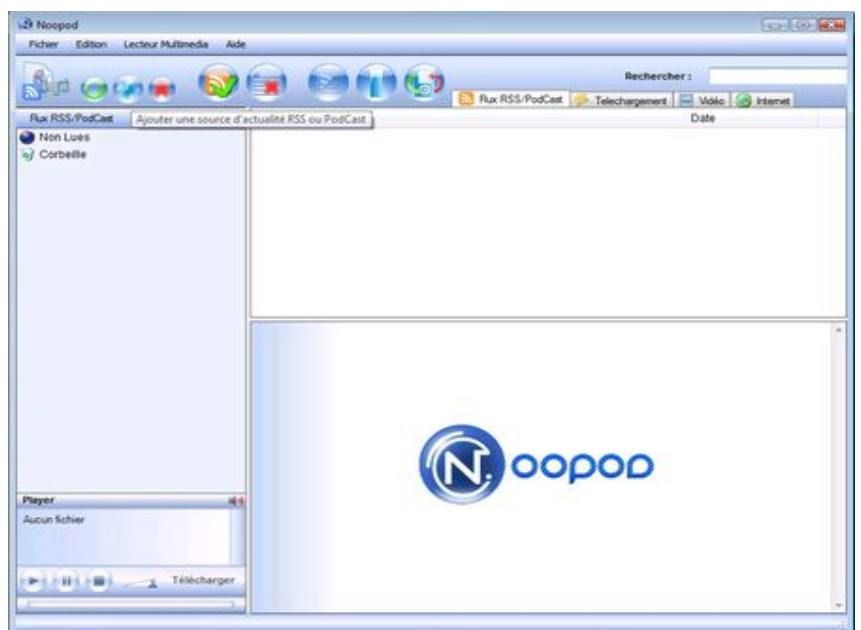 Noopod
Fichier Edition Lecteur Multimedia Aide
Rechercher :
Flux RSS/PodCast Telechargement Vidéo Internet
Flux RSS/PodCast Ajouter une source d'actualité RSS ou PodCast Date
Non Lues
Corbeille
N.oopod
Player
Aucun fichier
Télécharger